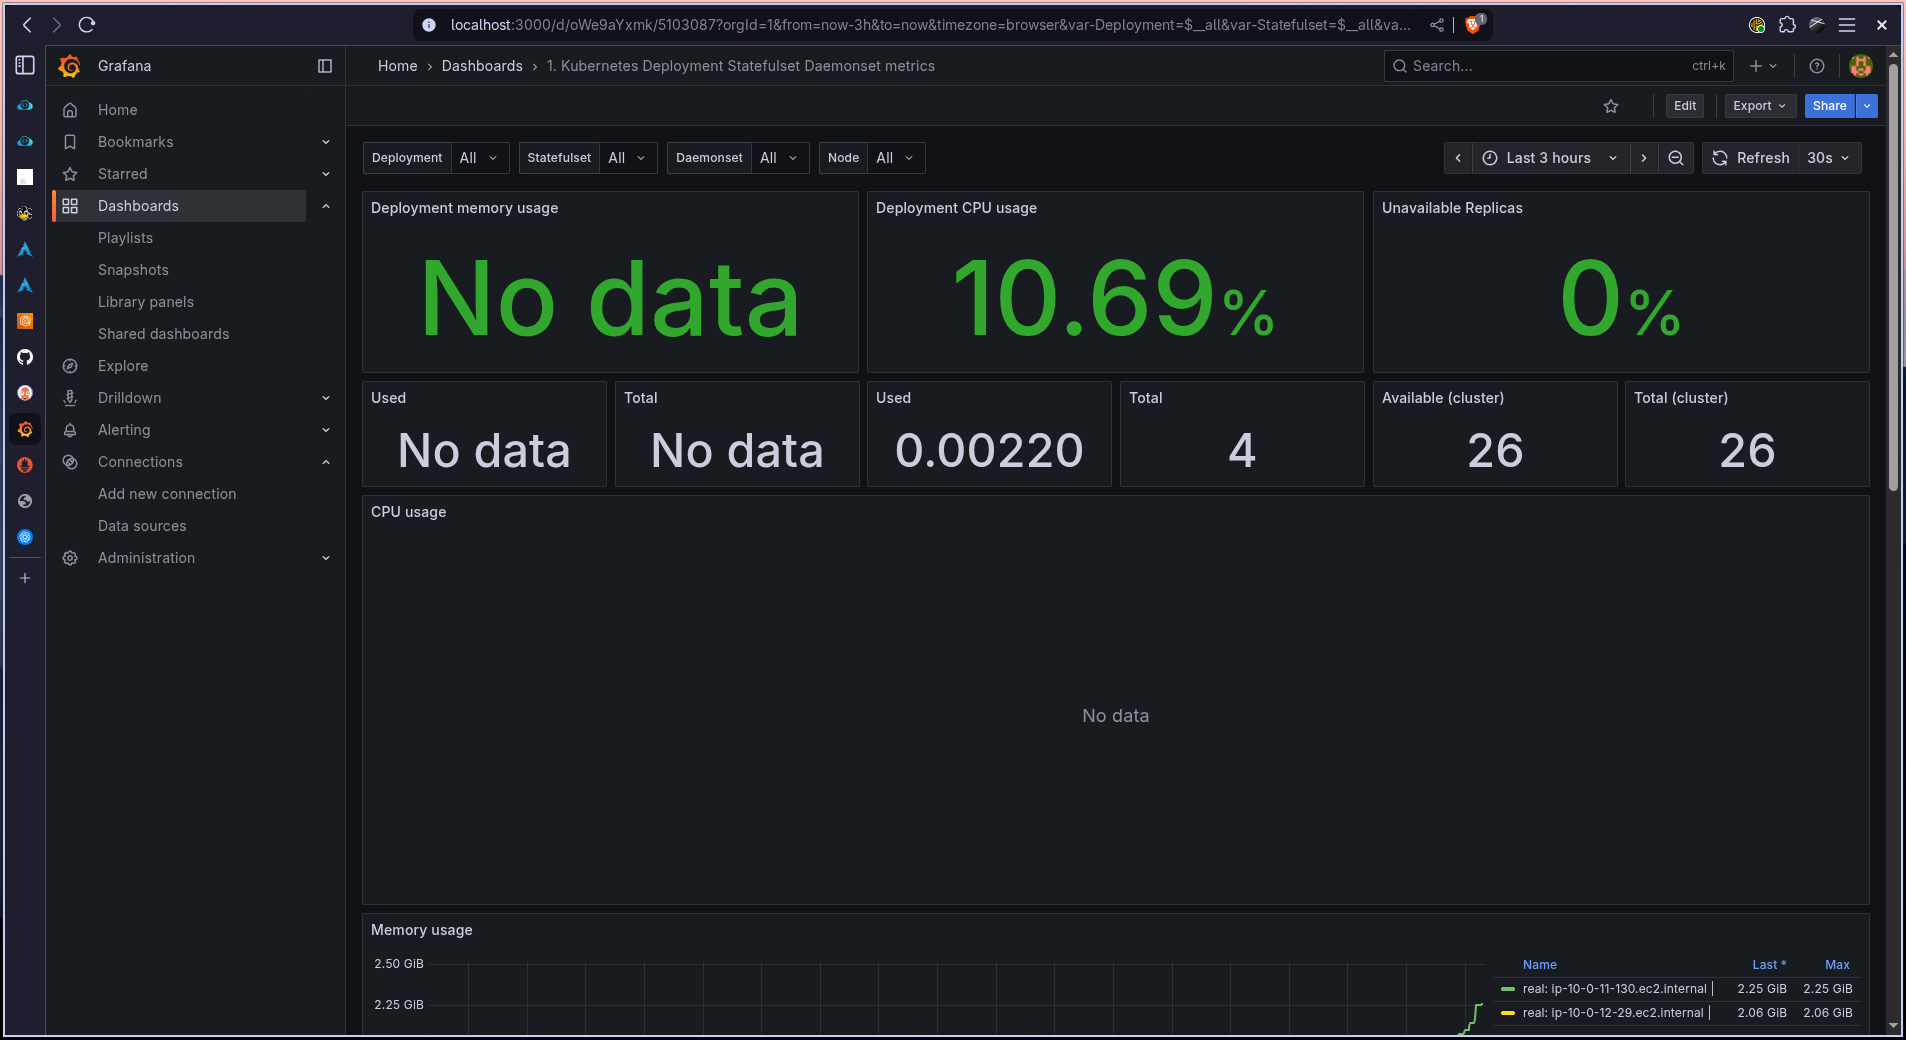 localhost:3000/d/oWe9aYxmk/5103087?orgId=1&from=now-3h&to=now&timezone=browser&var-Deployment=$__all&var-Statefulset=$__all&va...
1
Grafana
Home › Dashboards › 1. Kubernetes Deployment Statefulset Daemonset metrics
Search... ctrl+k
Home
Bookmarks
Starred
Dashboards
Playlists
Snapshots
Library panels
Shared dashboards
Explore
Drilldown
Alerting
Connections
Add new connection
Data sources
Administration
Edit Export Share
Deployment All Statefulset All Daemonset All Node All
Last 3 hours Refresh 30s
Deployment memory usage
No data
Deployment CPU usage
10.69%
Unavailable Replicas
0%
Used
No data
Total
No data
Used
0.00220
Total
4
Available (cluster)
26
Total (cluster)
26
CPU usage
No data
Memory usage
2.50 GiB
2.25 GiB
Name Last * Max
real: ip-10-0-11-130.ec2.internal | 2.25 GiB 2.25 GiB
real: ip-10-0-12-29.ec2.internal | 2.06 GiB 2.06 GiB